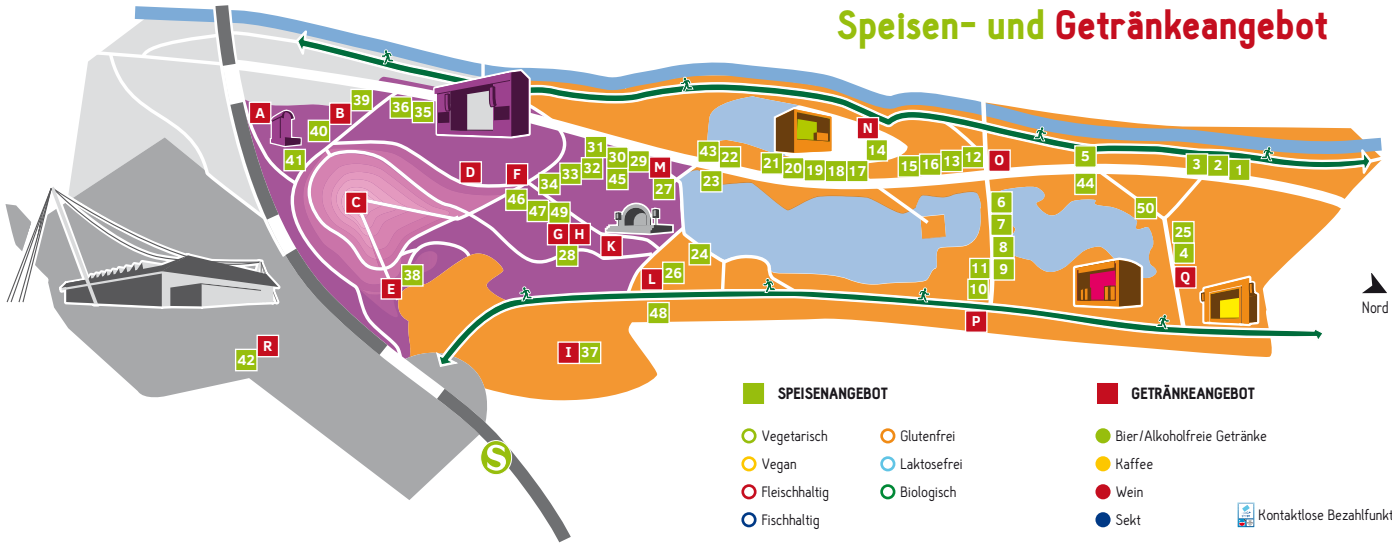 Speisen- und Getränkeangebot
A
B
39
36
35
40
41
C
D
F
31
30
29
M
32
33
45
34
27
46
47
49
G
H
K
28
38
E
L
26
24
48
I
37
42
R
S
43
22
23
21
20
19
18
17
N
14
15
16
13
12
O
5
44
3
2
1
6
7
8
9
11
10
P
50
25
4
Q
Nord
SPEISENANGEBOT
Vegetarisch
Vegan
Fleischhaltig
Fischhaltig
Glutenfrei
Laktosefrei
Biologisch
GETRÄNKEANGEBOT
Bier/Alkoholfreie Getränke
Kaffee
Wein
Sekt
Kontaktlose Bezahlfunkt